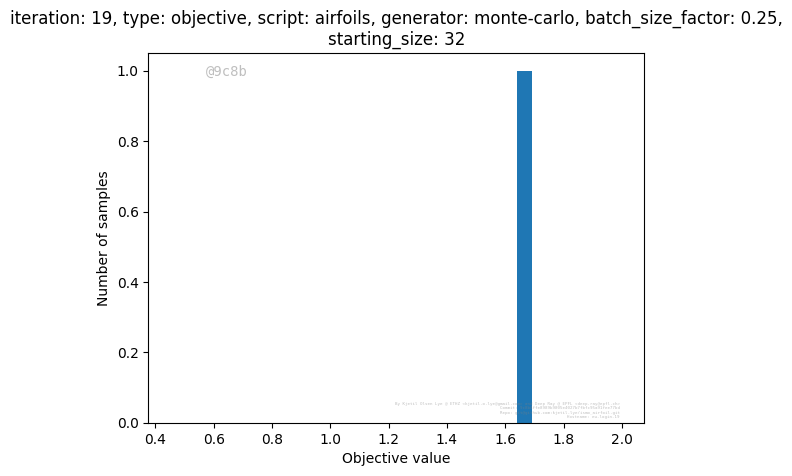 iteration: 19, type: objective, script: airfoils, generator: monte-carlo, batch_size_factor: 0.25,
starting_size: 32
@9c8b
1.0
0.8
0.6
0.4
0.2
0.0
Number of samples
0.4 0.6 0.8 1.0 1.2 1.4 1.6 1.8 2.0
Objective value